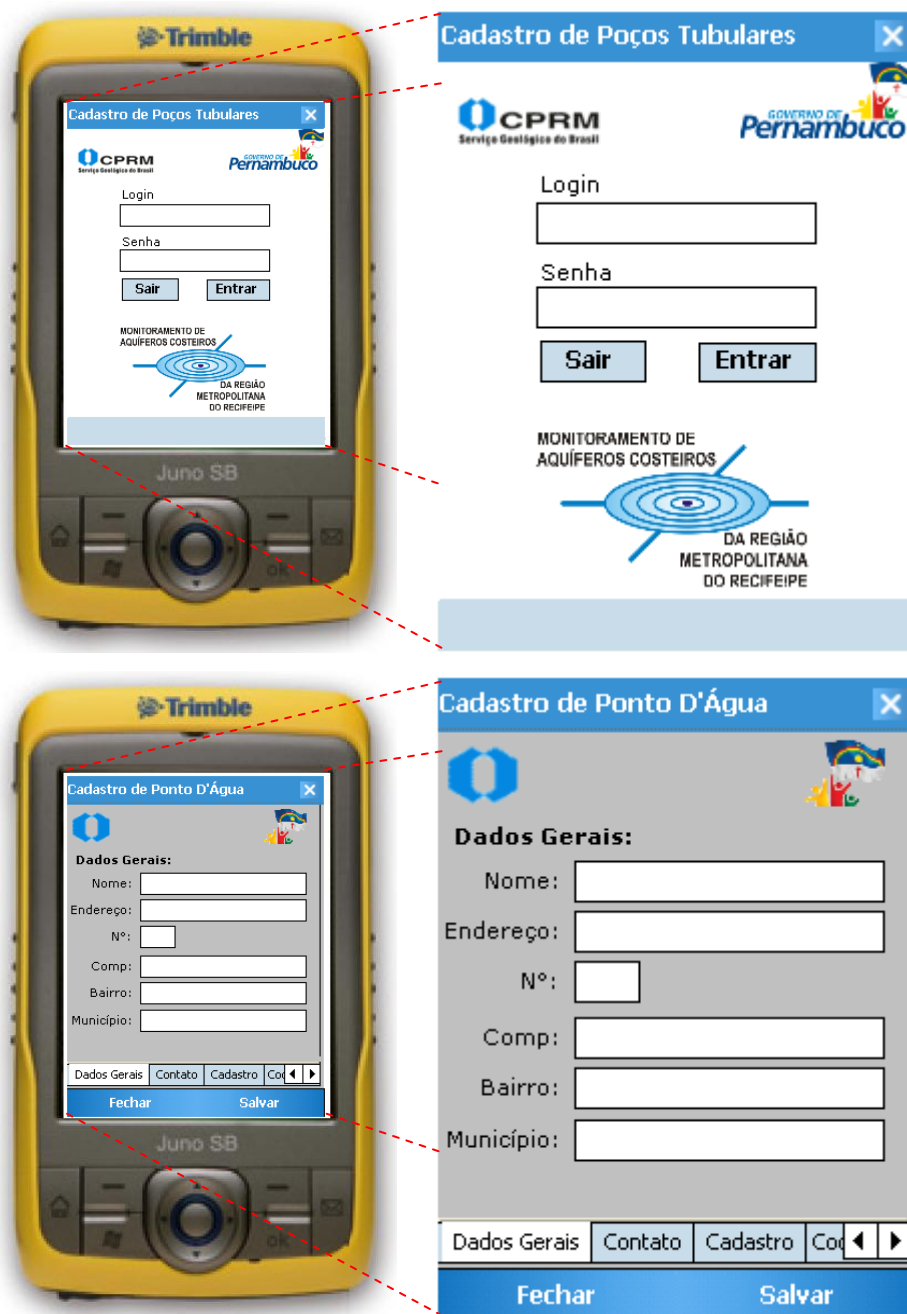 Trimble
Cadastro de Poços Tubulares
CPRM
Serviço Geológico do Brasil
GOVERNO DE
Pernambuco
Login
Senha
Sair Entrar
MONITORAMENTO DE
AQUÍFEROS COSTEIROS
DA REGIÃO
METROPOLITANA
DO RECIFE/PE
Juno SB
ok
Cadastro de Poços Tubulares
CPRM
Serviço Geológico do Brasil
GOVERNO DE
Pernambuco
Login
Senha
Sair Entrar
MONITORAMENTO DE
AQUÍFEROS COSTEIROS
DA REGIÃO
METROPOLITANA
DO RECIFE/PE
Trimble
Cadastro de Ponto D'Água
Dados Gerais:
Nome:
Endereço:
Nº:
Comp:
Bairro:
Município:
Dados Gerais Contato Cadastro
Fechar Salvar
Juno SB
ok
Cadastro de Ponto D'Água
Dados Gerais:
Nome:
Endereço:
Nº:
Comp:
Bairro:
Município:
Dados Gerais Contato Cadastro
Fechar Salvar